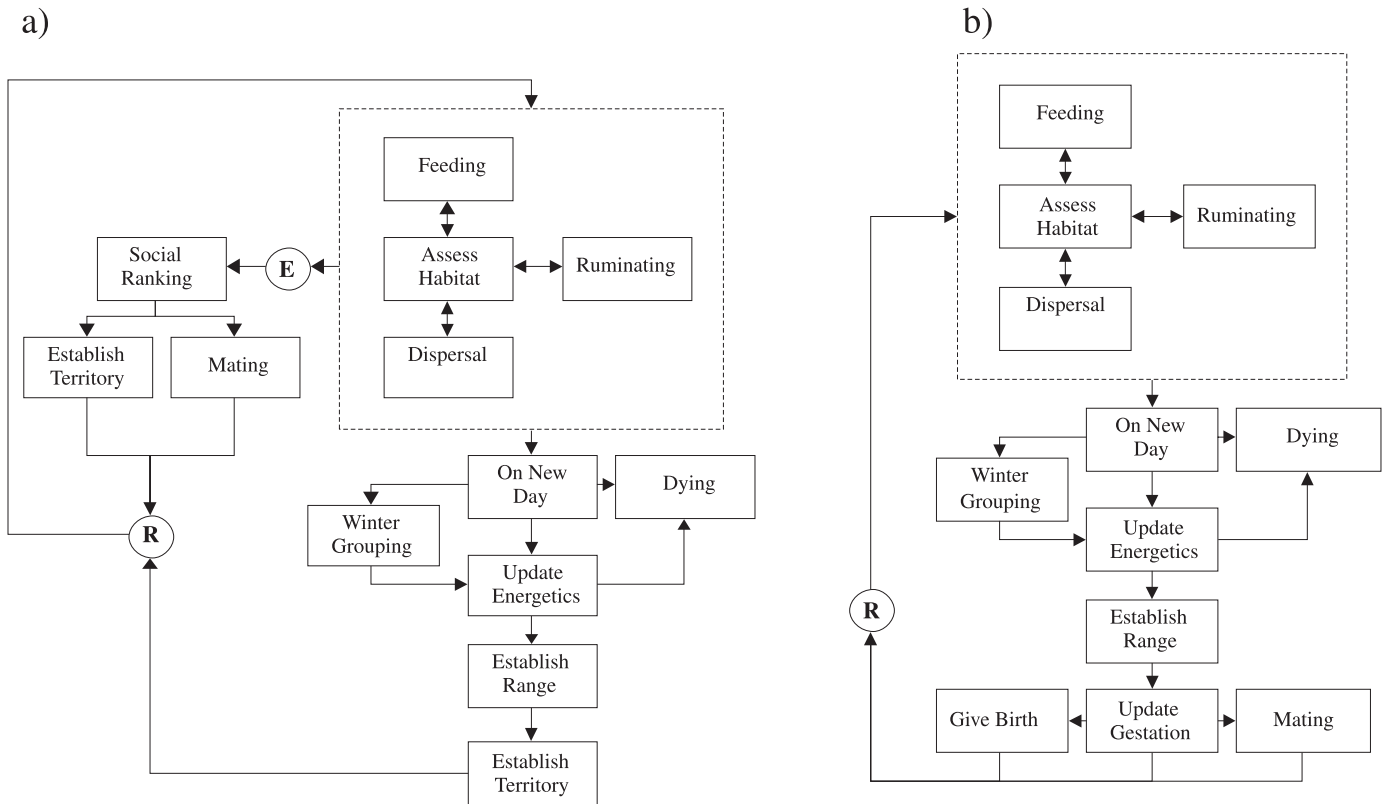 a)
Feeding
Social
Ranking
E
Assess
Habitat
Ruminating
Establish
Territory
Mating
Dispersal
R
On New
Day
Dying
Winter
Grouping
Update
Energetics
Establish
Range
Establish
Territory
b)
Feeding
Assess
Habitat
Ruminating
Dispersal
On New
Day
Dying
Winter
Grouping
Update
Energetics
R
Establish
Range
Give Birth
Update
Gestation
Mating